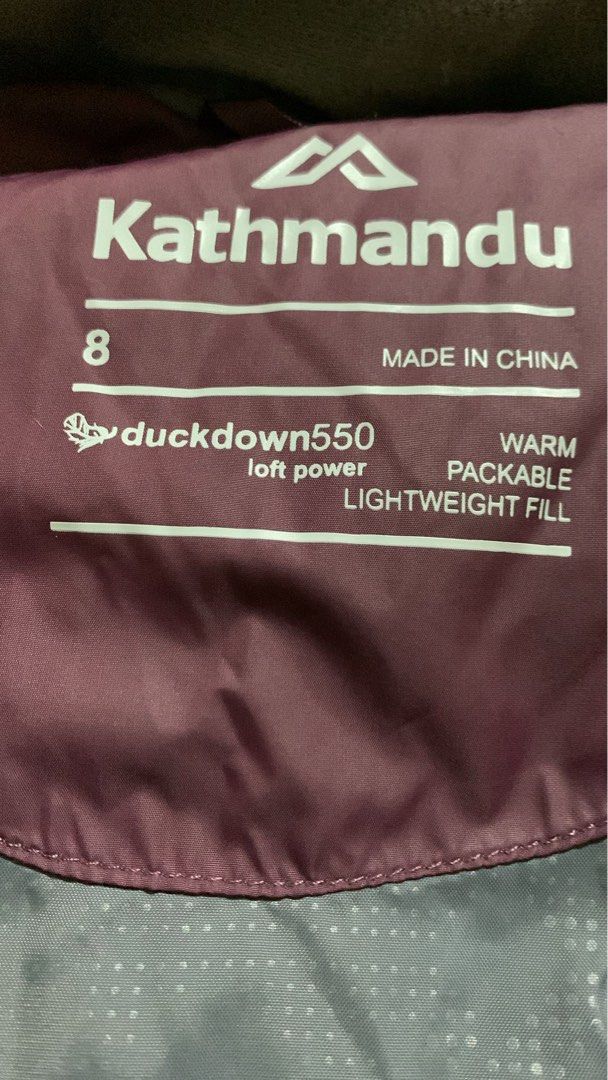 Kathmandu
8 MADE IN CHINA
duckdown550 WARM
loft power PACKABLE
LIGHTWEIGHT FILL